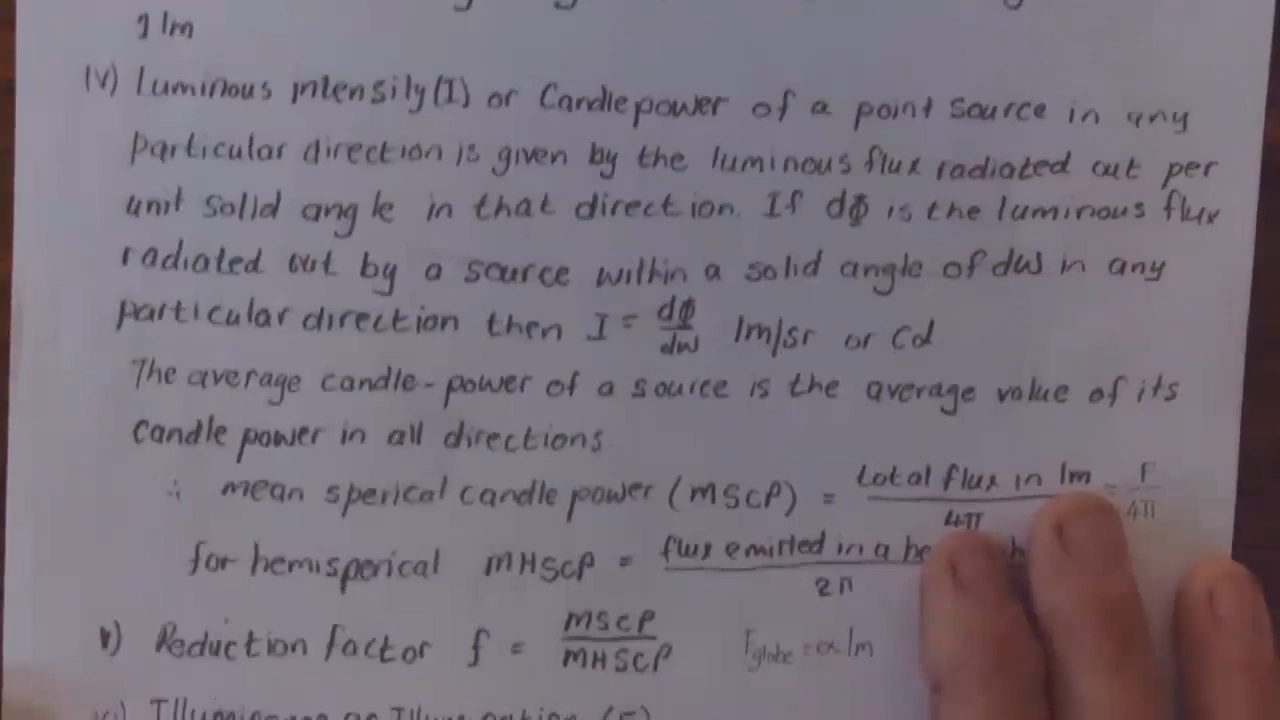 1 lm
(V) Luminous intensity (I) or Candlepower of a point source in any
particular direction is given by the luminous flux radiated out per
unit solid angle in that direction. If dΦ is the luminous flux
radiated out by a source within a solid angle of dω in any
particular direction then I = dΦ/dω lm/sr or Cd
The average candle-power of a source is the average value of its
Candle power in all directions
∴ mean sperical candle power (MSCP) = total flux in lm / 4π = F / 4π
for hemisperical MHSCP = flux emitted in a / 2π
V) Reduction factor f = MSCP / MHSCP F globe = α lm